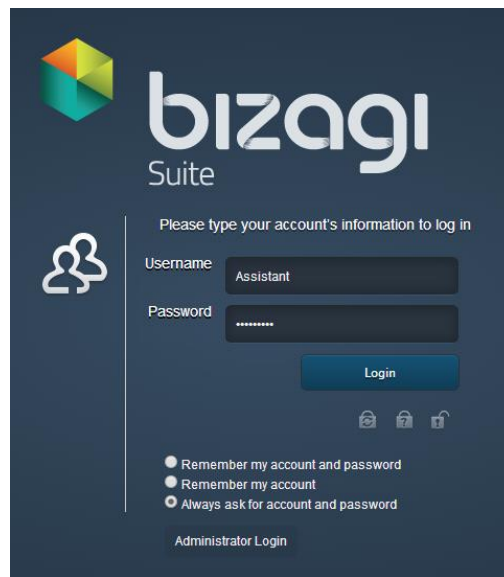 bizagi
Suite
Please type your account's information to log in
Username
Assistant
Password
•••••••••
Login
Remember my account and password
Remember my account
Always ask for account and password
Administrator Login